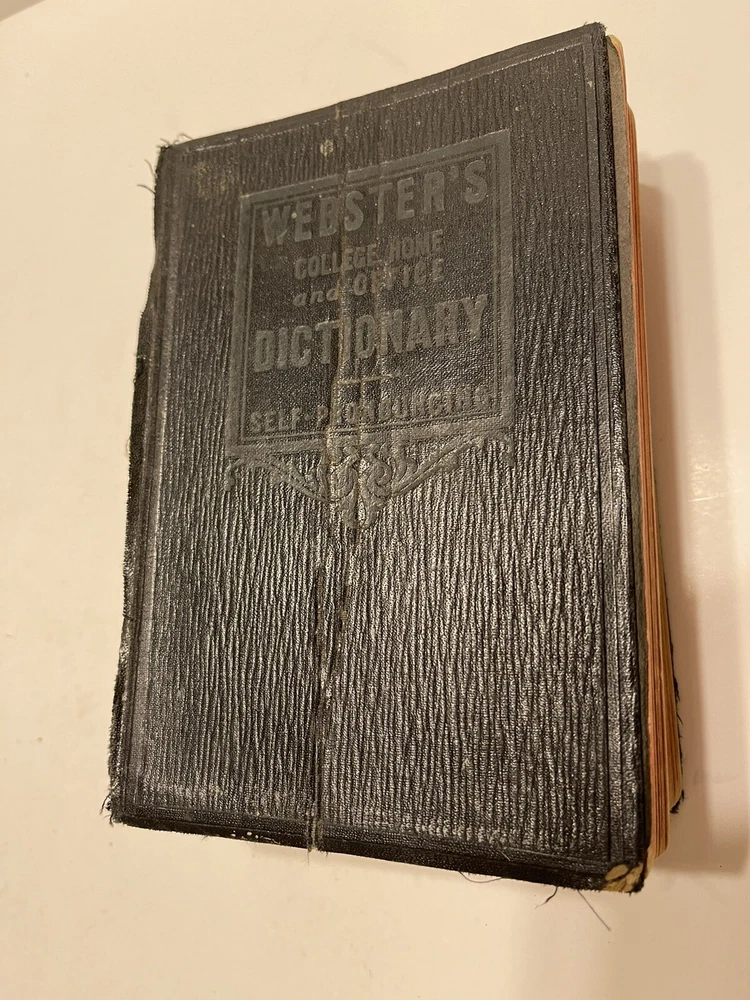 WEBSTER'S
COLLEGE, HOME
and OFFICE
DICTIONARY
SELF-PRONOUNCING